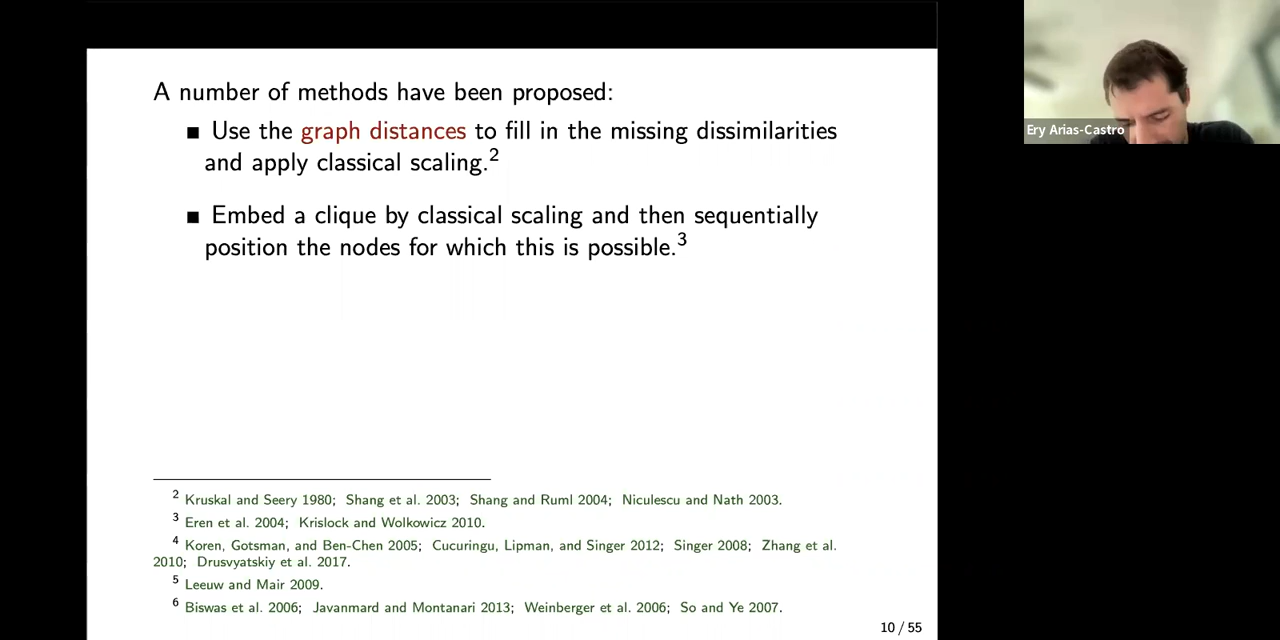 A number of methods have been proposed:
■ Use the graph distances to fill in the missing dissimilarities
and apply classical scaling.2
■ Embed a clique by classical scaling and then sequentially
position the nodes for which this is possible.3
2 Kruskal and Seery 1980; Shang et al. 2003; Shang and Ruml 2004; Niculescu and Nath 2003.
3 Eren et al. 2004; Krislock and Wolkowicz 2010.
4 Koren, Gotsman, and Ben-Chen 2005; Cucuringu, Lipman, and Singer 2012; Singer 2008; Zhang et al.
2010; Drusvyatskiy et al. 2017.
5 Leeuw and Mair 2009.
6 Biswas et al. 2006; Javanmard and Montanari 2013; Weinberger et al. 2006; So and Ye 2007.
10 / 55
Ery Arias-Castro